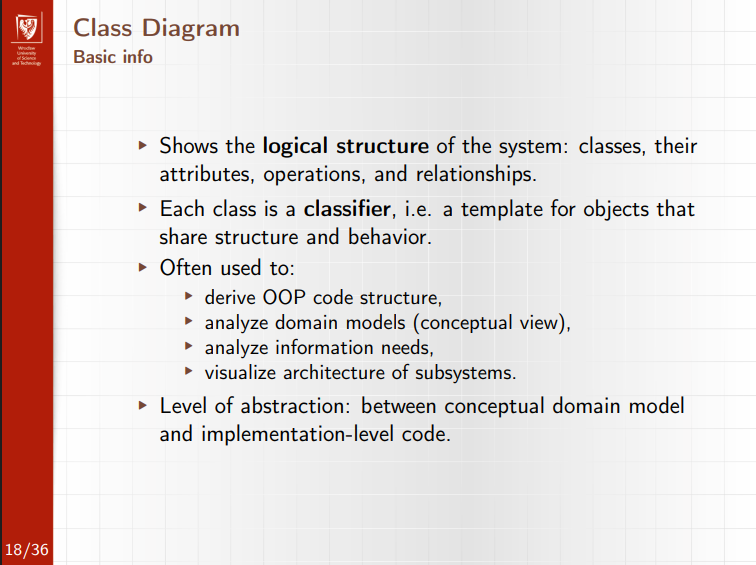 Class Diagram
Basic info
Wrocław
University
of Science
and Technology
▶ Shows the logical structure of the system: classes, their
attributes, operations, and relationships.
▶ Each class is a classifier, i.e. a template for objects that
share structure and behavior.
▶ Often used to:
▶ derive OOP code structure,
▶ analyze domain models (conceptual view),
▶ analyze information needs,
▶ visualize architecture of subsystems.
▶ Level of abstraction: between conceptual domain model
and implementation-level code.
18/36